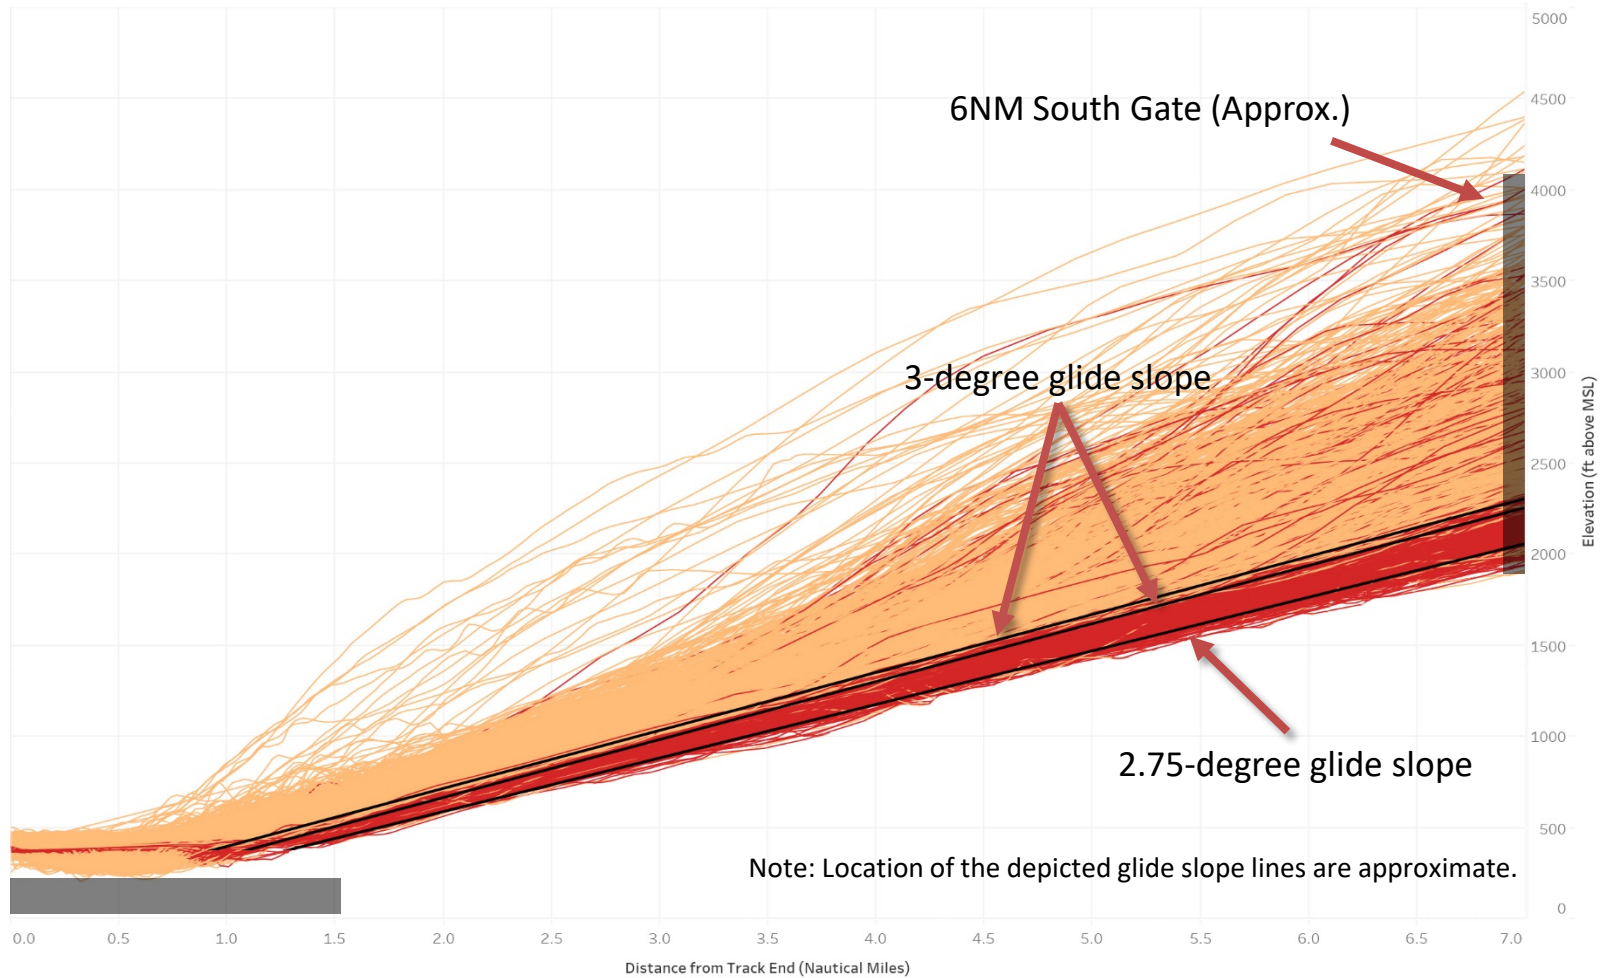 5000
4500
6NM South Gate (Approx.)
4000
3500
3-degree glide slope
3000
2500
Elevation (ft above MSL)
2000
1500
1000
2.75-degree glide slope
500
Note: Location of the depicted glide slope lines are approximate.
0
0.0 0.5 1.0 1.5 2.0 2.5 3.0 3.5 4.0 4.5 5.0 5.5 6.0 6.5 7.0
Distance from Track End (Nautical Miles)